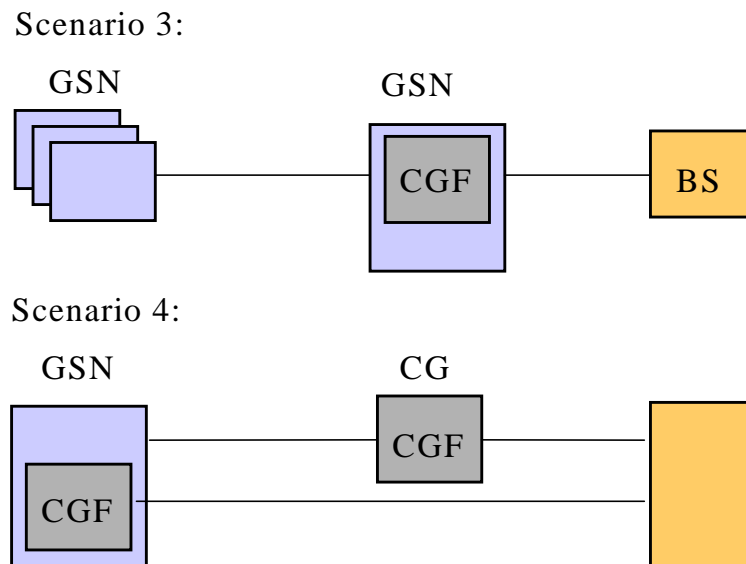 Scenario 3:
GSN
GSN
CGF
BS
Scenario 4:
GSN
CG
CGF
CGF